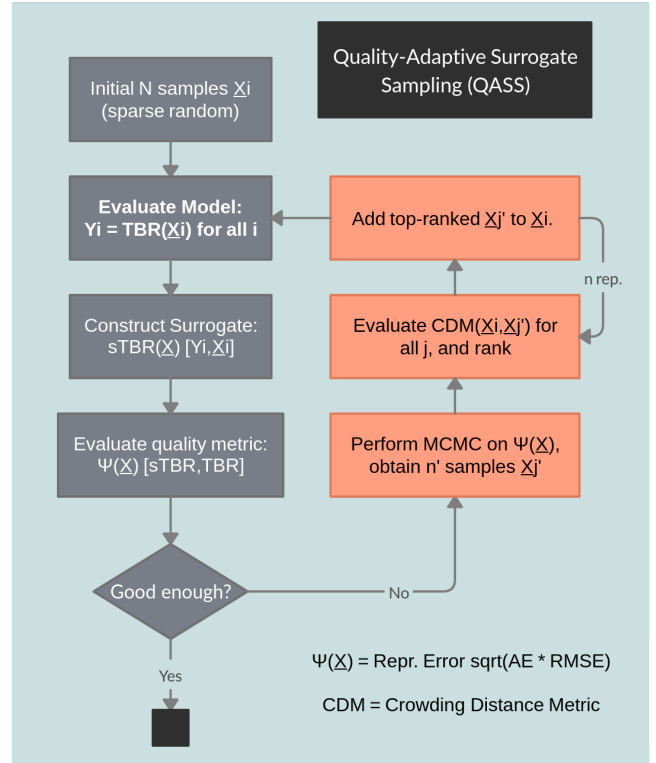 Quality-Adaptive Surrogate
Sampling (QASS)
Initial N samples Xi
(sparse random)
Evaluate Model:
Yi = TBR(Xi) for all i
Construct Surrogate:
sTBR(X) [Yi,Xi]
Evaluate quality metric:
Ψ(X) [sTBR,TBR]
Good enough?
Yes
No
Perform MCMC on Ψ(X),
obtain n' samples Xj'
Evaluate CDM(Xi,Xj') for
all j, and rank
Add top-ranked Xj' to Xi.
n rep.
Ψ(X) = Repr. Error sqrt(AE * RMSE)
CDM = Crowding Distance Metric